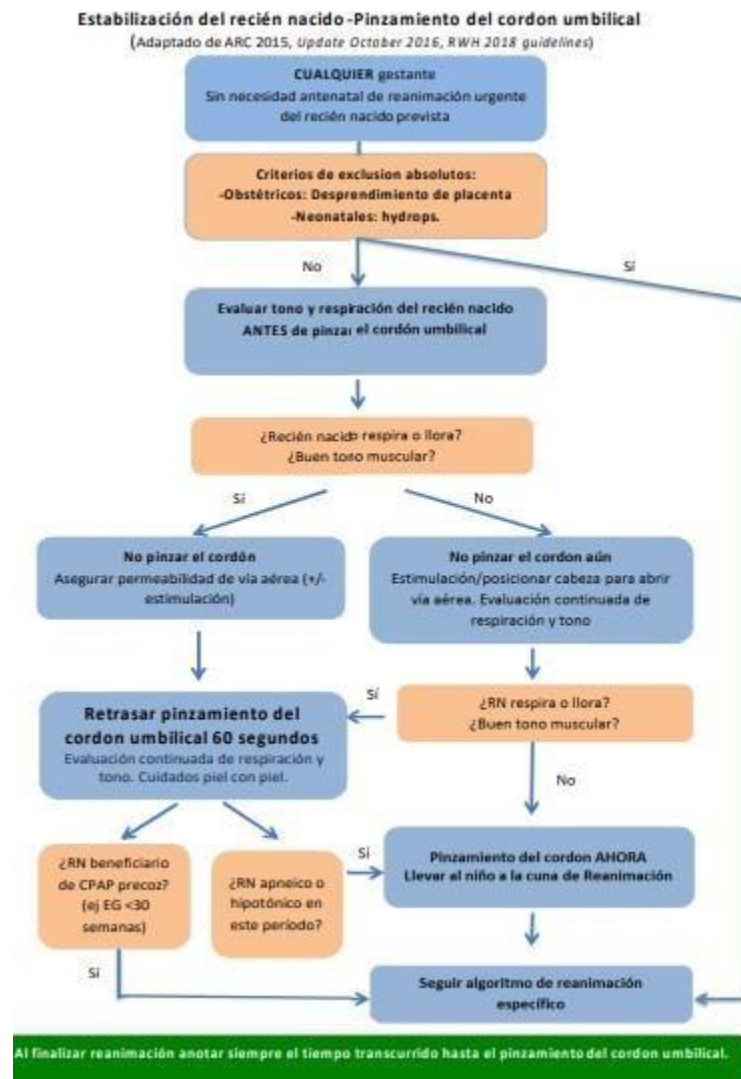 Estabilización del recién nacido -Pinzamiento del cordon umbilical
(Adaptado de ARC 2015, Update October 2016, RWH 2018 guidelines)
CUALQUIER gestante
Sin necesidad antenatal de reanimación urgente
del recién nacido prevista
Criterios de exclusion absolutos:
-Obstétricos: Desprendimiento de placenta
-Neonatales: hydrops.
No
Sí
Evaluar tono y respiración del recién nacido
ANTES de pinzar el cordón umbilical
¿Recién nacido respira o llora?
¿Buen tono muscular?
Sí
No
No pinzar el cordón
Asegurar permeabilidad de vía aérea (+/-
estimulación)
No pinzar el cordon aún
Estimulación/posicionar cabeza para abrir
vía aérea. Evaluación continuada de
respiración y tono
Retrasar pinzamiento del
cordon umbilical 60 segundos
Evaluación continuada de respiración y
tono. Cuidados piel con piel.
Sí
¿RN respira o llora?
¿Buen tono muscular?
No
¿RN beneficiario
de CPAP precoz?
(ej EG <30
semanas)
¿RN apneico o
hipotónico en
este período?
Sí
Pinzamiento del cordon AHORA
Llevar al niño a la cuna de Reanimación
Sí
Seguir algoritmo de reanimación
específico
Al finalizar reanimación anotar siempre el tiempo transcurrido hasta el pinzamiento del cordon umbilical.